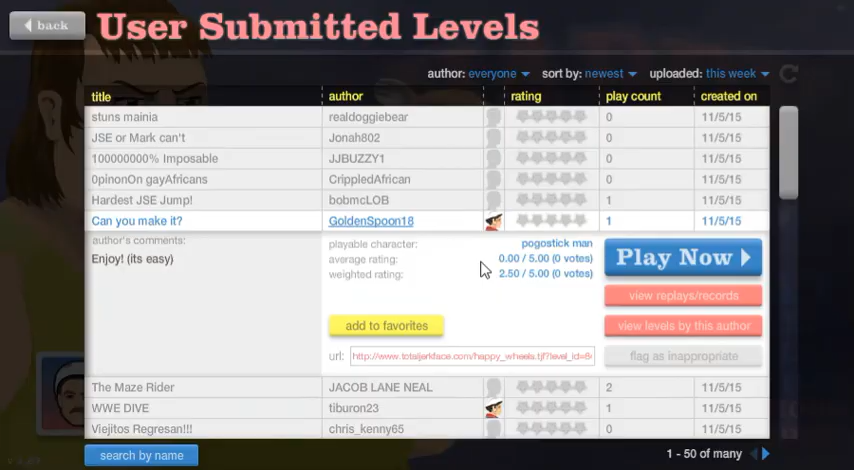 back
User Submitted Levels
author: everyone sort by: newest uploaded: this week
title author rating play count created on
stuns mainia realdoggiebear 0 11/5/15
JSE or Mark can't Jonah802 0 11/5/15
100000000% Imposable JJBUZZY1 0 11/5/15
0pinonOn gayAfricans CrippledAfrican 0 11/5/15
Hardest JSE Jump! bobmcLOB 1 11/5/15
Can you make it? GoldenSpoon18 1 11/5/15
author's comments:
Enjoy! (its easy)
playable character: pogostick man
average rating: 0.00 / 5.00 (0 votes)
weighted rating: 2.50 / 5.00 (0 votes)
Play Now
view replays/records
add to favorites
view levels by this author
url: http://www.totaljerkface.com/happy_wheels.tjf?level_id=8
flag as inappropriate
The Maze Rider JACOB LANE NEAL 2 11/5/15
WWE DIVE tiburon23 1 11/5/15
Viejitos Regresan!!! chris_kenny65 0 11/5/15
search by name
1 - 50 of many